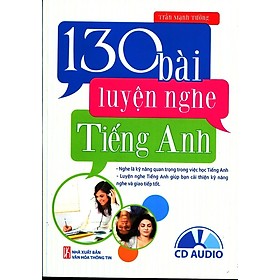 Trần Mạnh Tường
130 bài
luyện nghe
Tiếng Anh
- Nghe là kỹ năng quan trọng trong việc học Tiếng Anh
- Luyện nghe Tiếng Anh giúp bạn cải thiện kỹ năng
nghe và giao tiếp tốt.
NHÀ XUẤT BẢN
VĂN HÓA THÔNG TIN
CD AUDIO